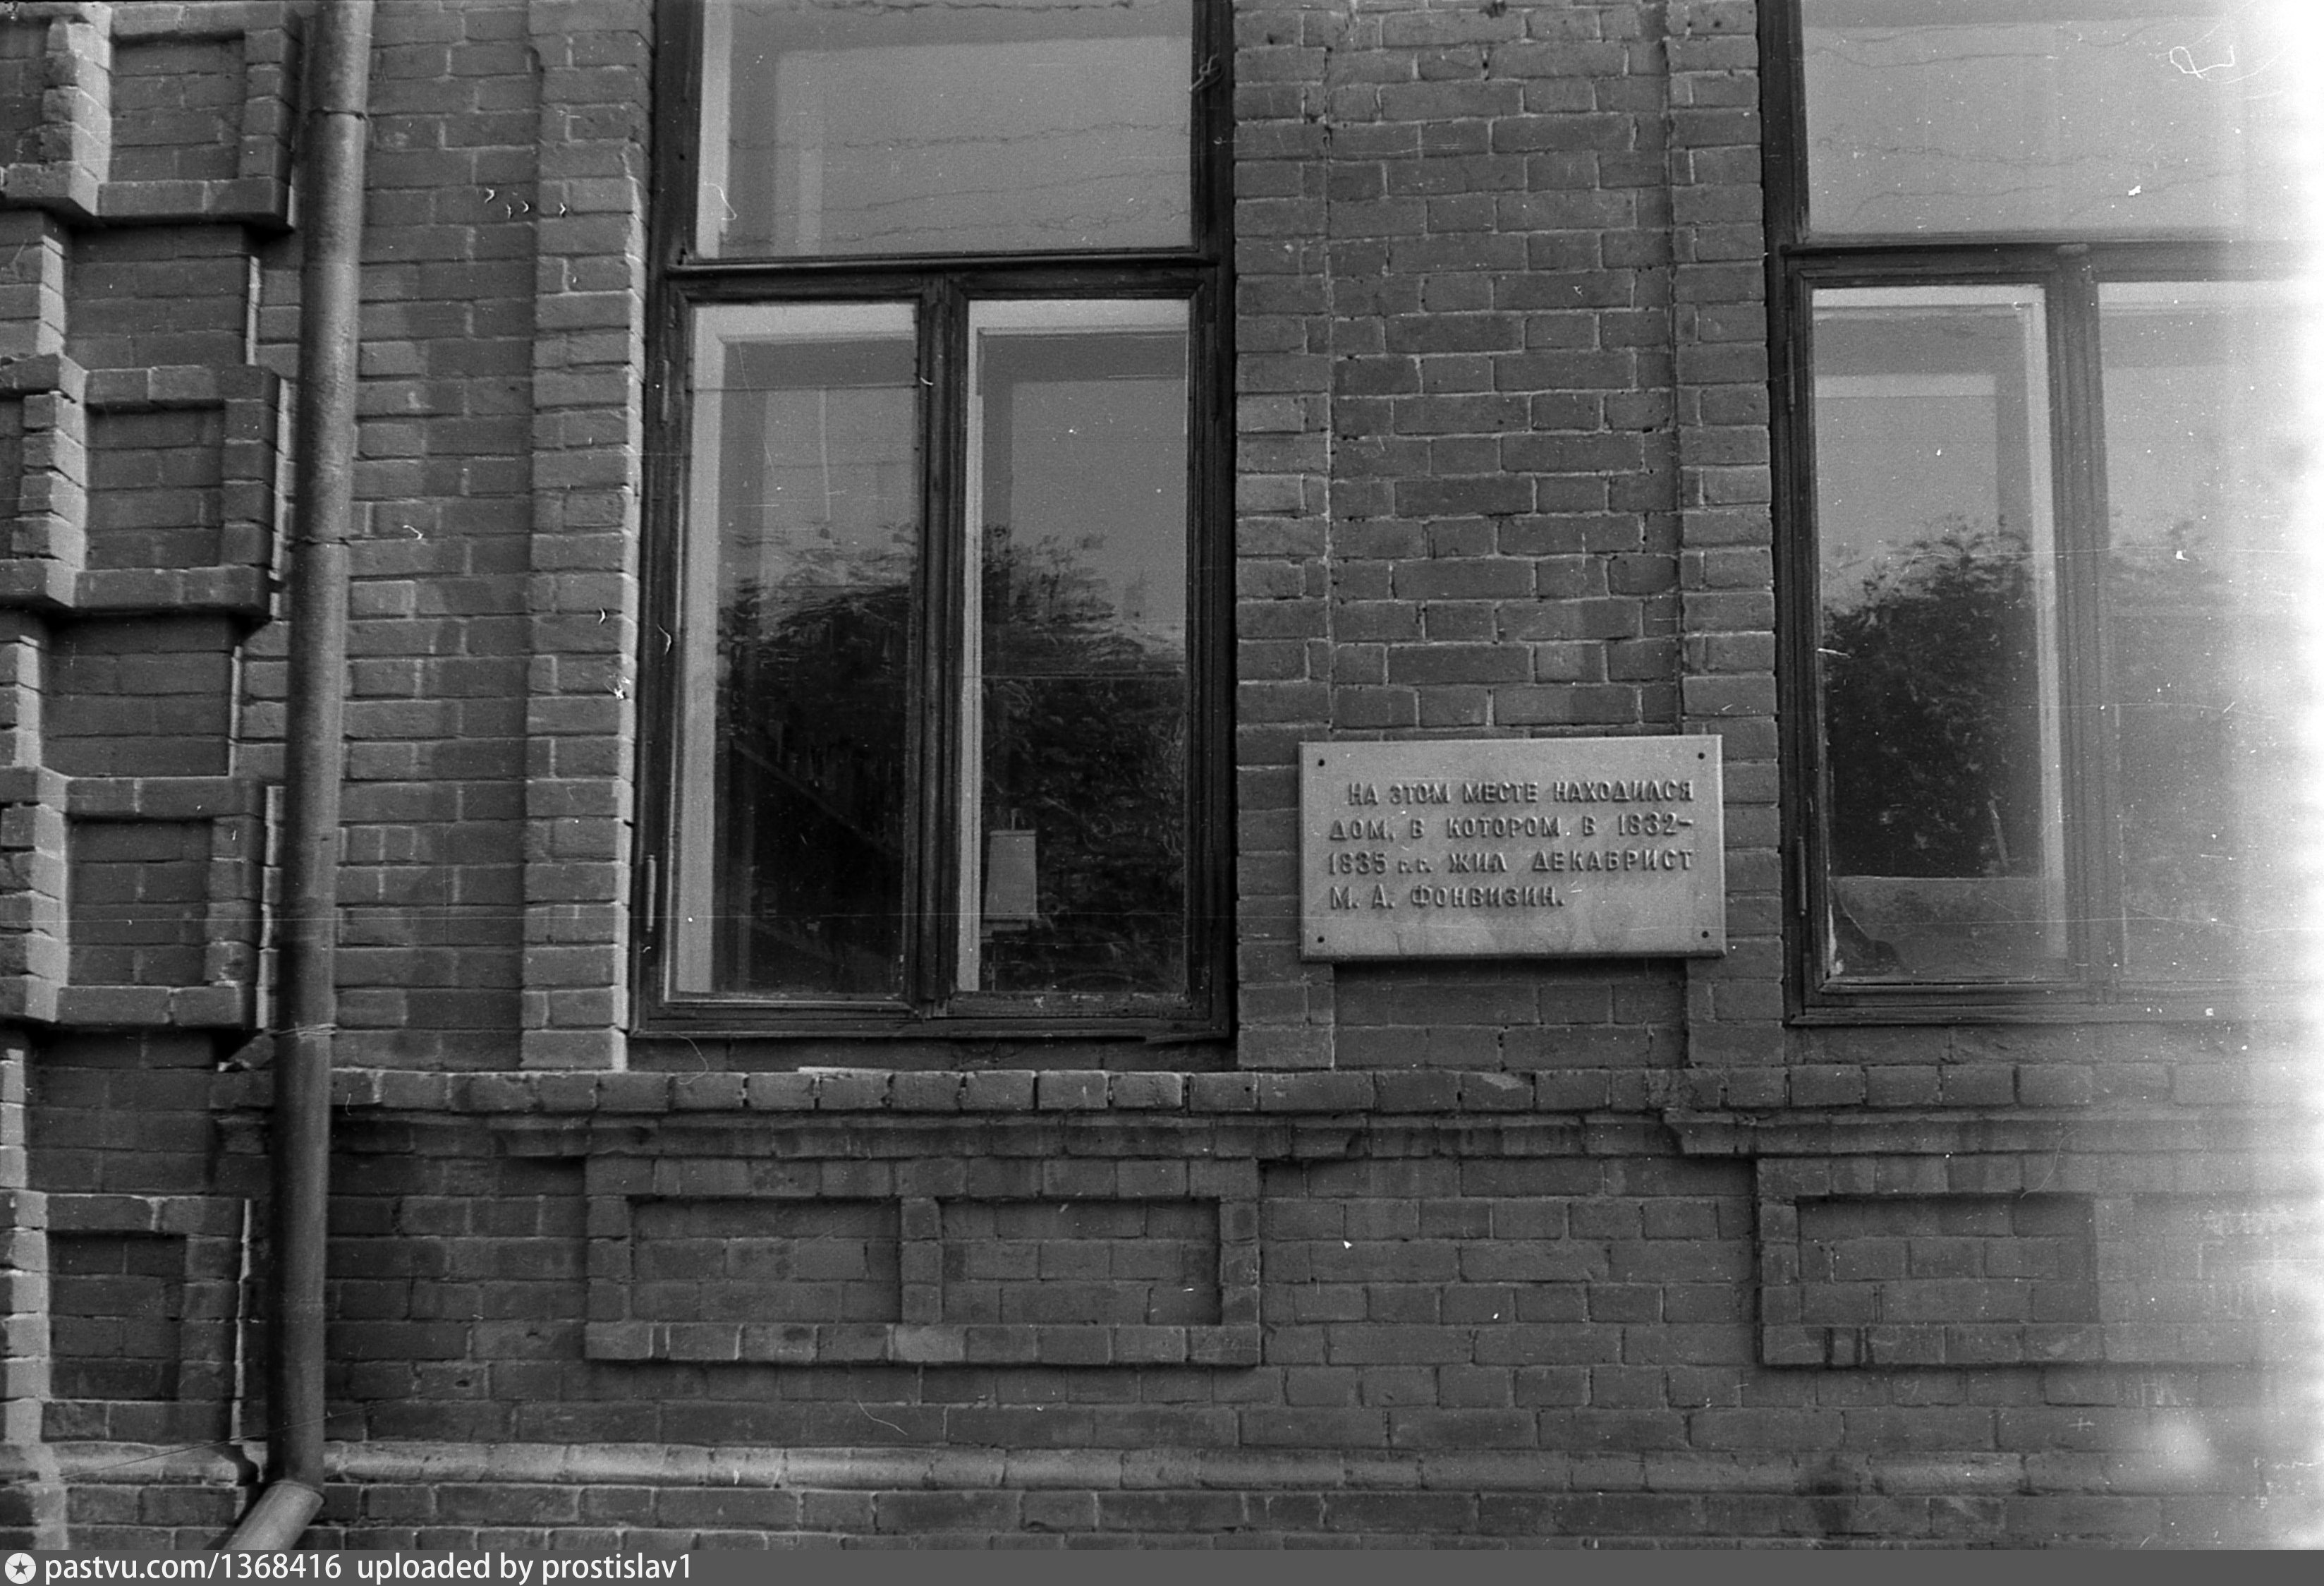 НА ЭТОМ МЕСТЕ НАХОДИЛСЯ
ДОМ, В КОТОРОМ В 1832-
1835 г.г. ЖИЛ ДЕКАБРИСТ
М. А. ФОНВИЗИН.
pastvu.com/1368416 uploaded by prostislav1